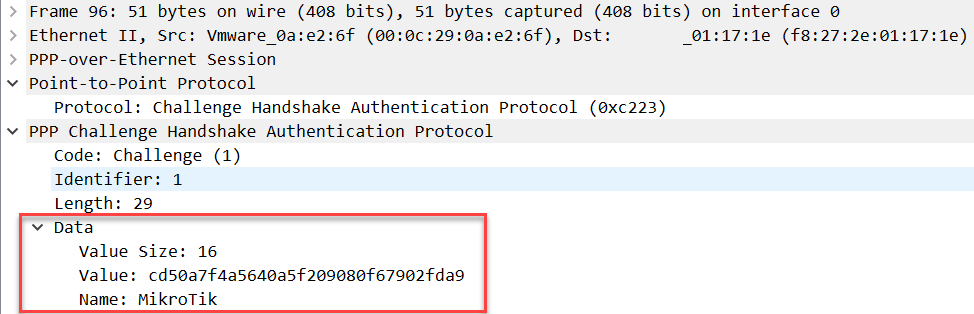 Frame 96: 51 bytes on wire (408 bits), 51 bytes captured (408 bits) on interface 0
Ethernet II, Src: Vmware_0a:e2:6f (00:0c:29:0a:e2:6f), Dst: _01:17:1e (f8:27:2e:01:17:1e)
PPP-over-Ethernet Session
Point-to-Point Protocol
Protocol: Challenge Handshake Authentication Protocol (0xc223)
PPP Challenge Handshake Authentication Protocol
Code: Challenge (1)
Identifier: 1
Length: 29
Data
Value Size: 16
Value: cd50a7f4a5640a5f209080f67902fda9
Name: MikroTik